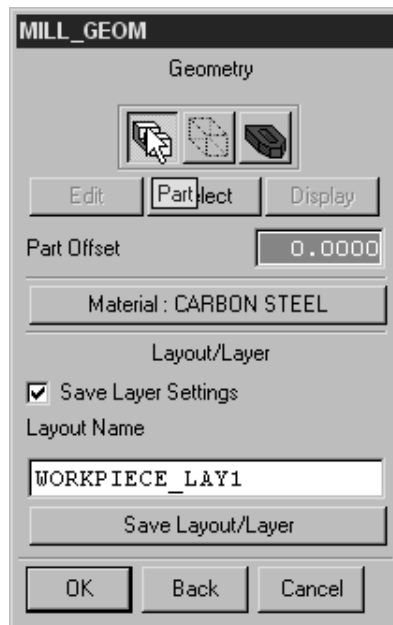 MILL_GEOM
Geometry
Edit Part lect Display
Part Offset 0.0000
Material : CARBON STEEL
Layout/Layer
Save Layer Settings
Layout Name
WORKPIECE_LAY1
Save Layout/Layer
OK Back Cancel